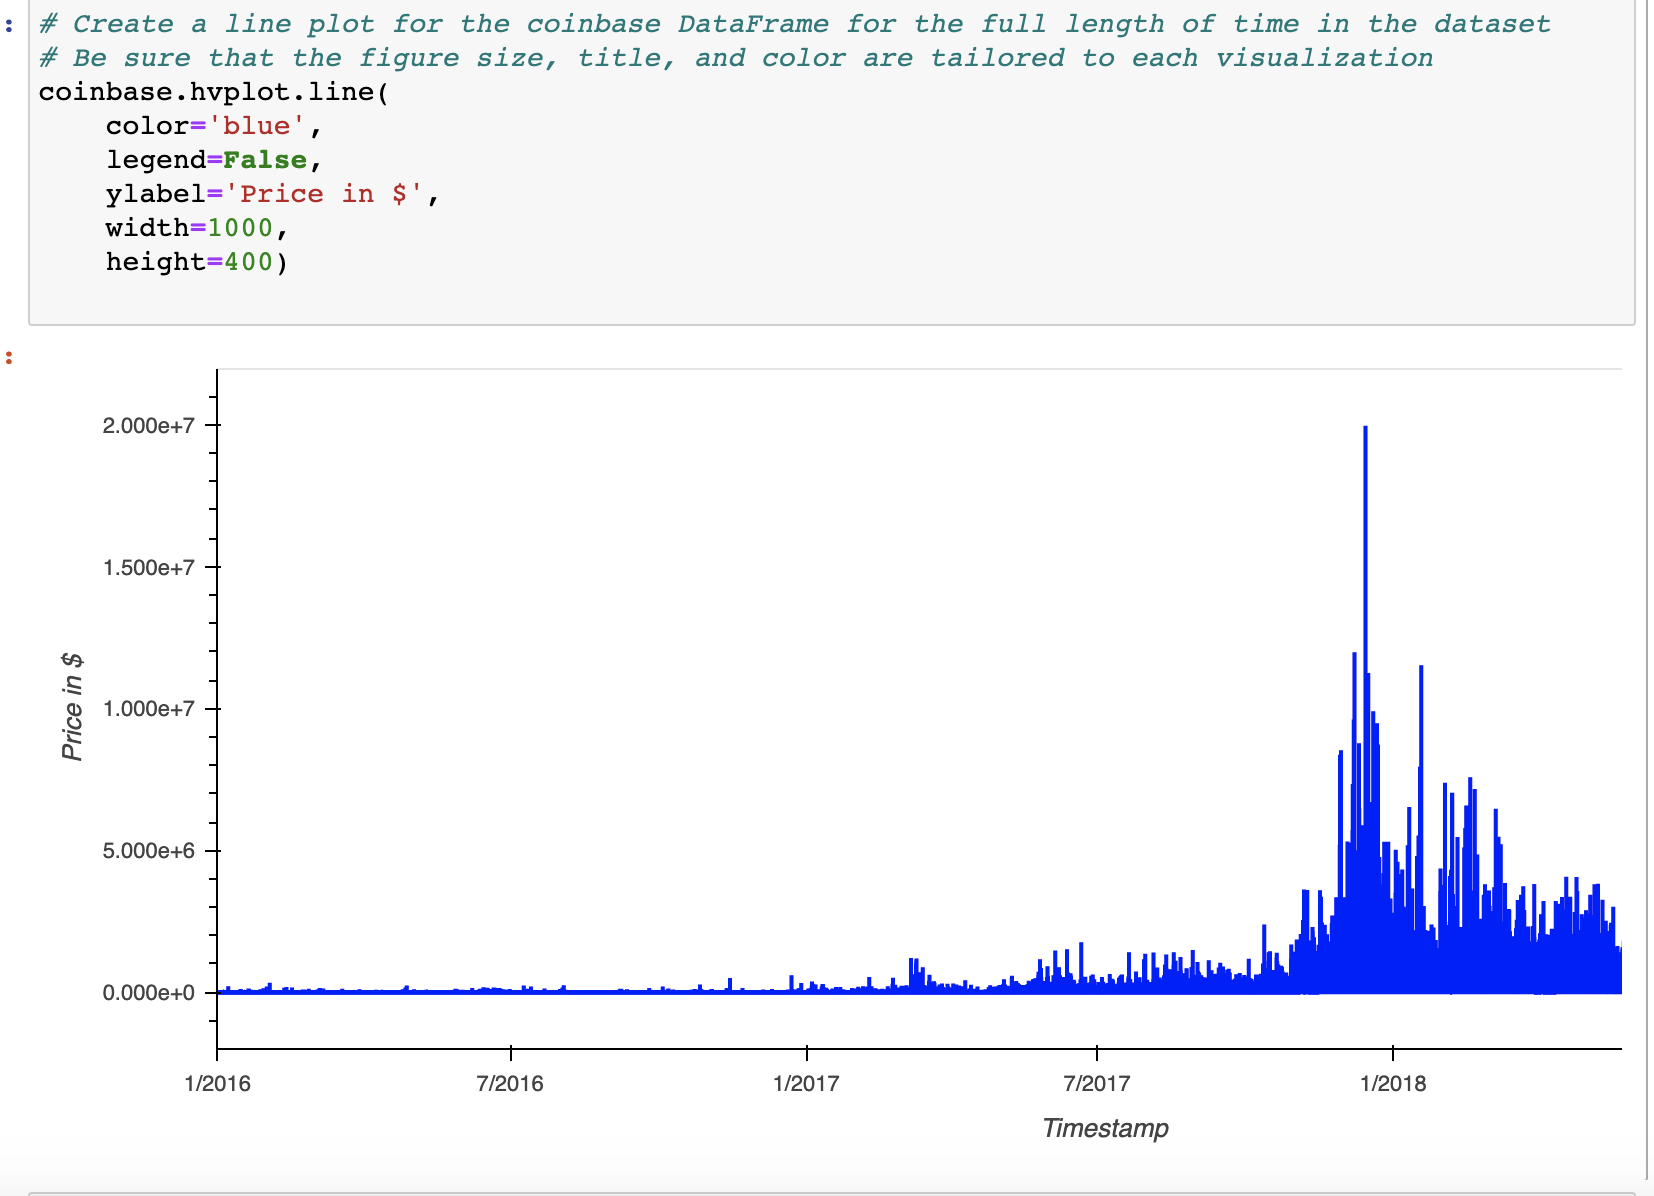 # Create a line plot for the coinbase DataFrame for the full length of time in the dataset
# Be sure that the figure size, title, and color are tailored to each visualization
coinbase.hvplot.line(
    color='blue',
    legend=False,
    ylabel='Price in $',
    width=1000,
    height=400)
:
:
2.000e+7
1.500e+7
1.000e+7
5.000e+6
0.000e+0
Price in $
1/2016 7/2016 1/2017 7/2017 1/2018
Timestamp